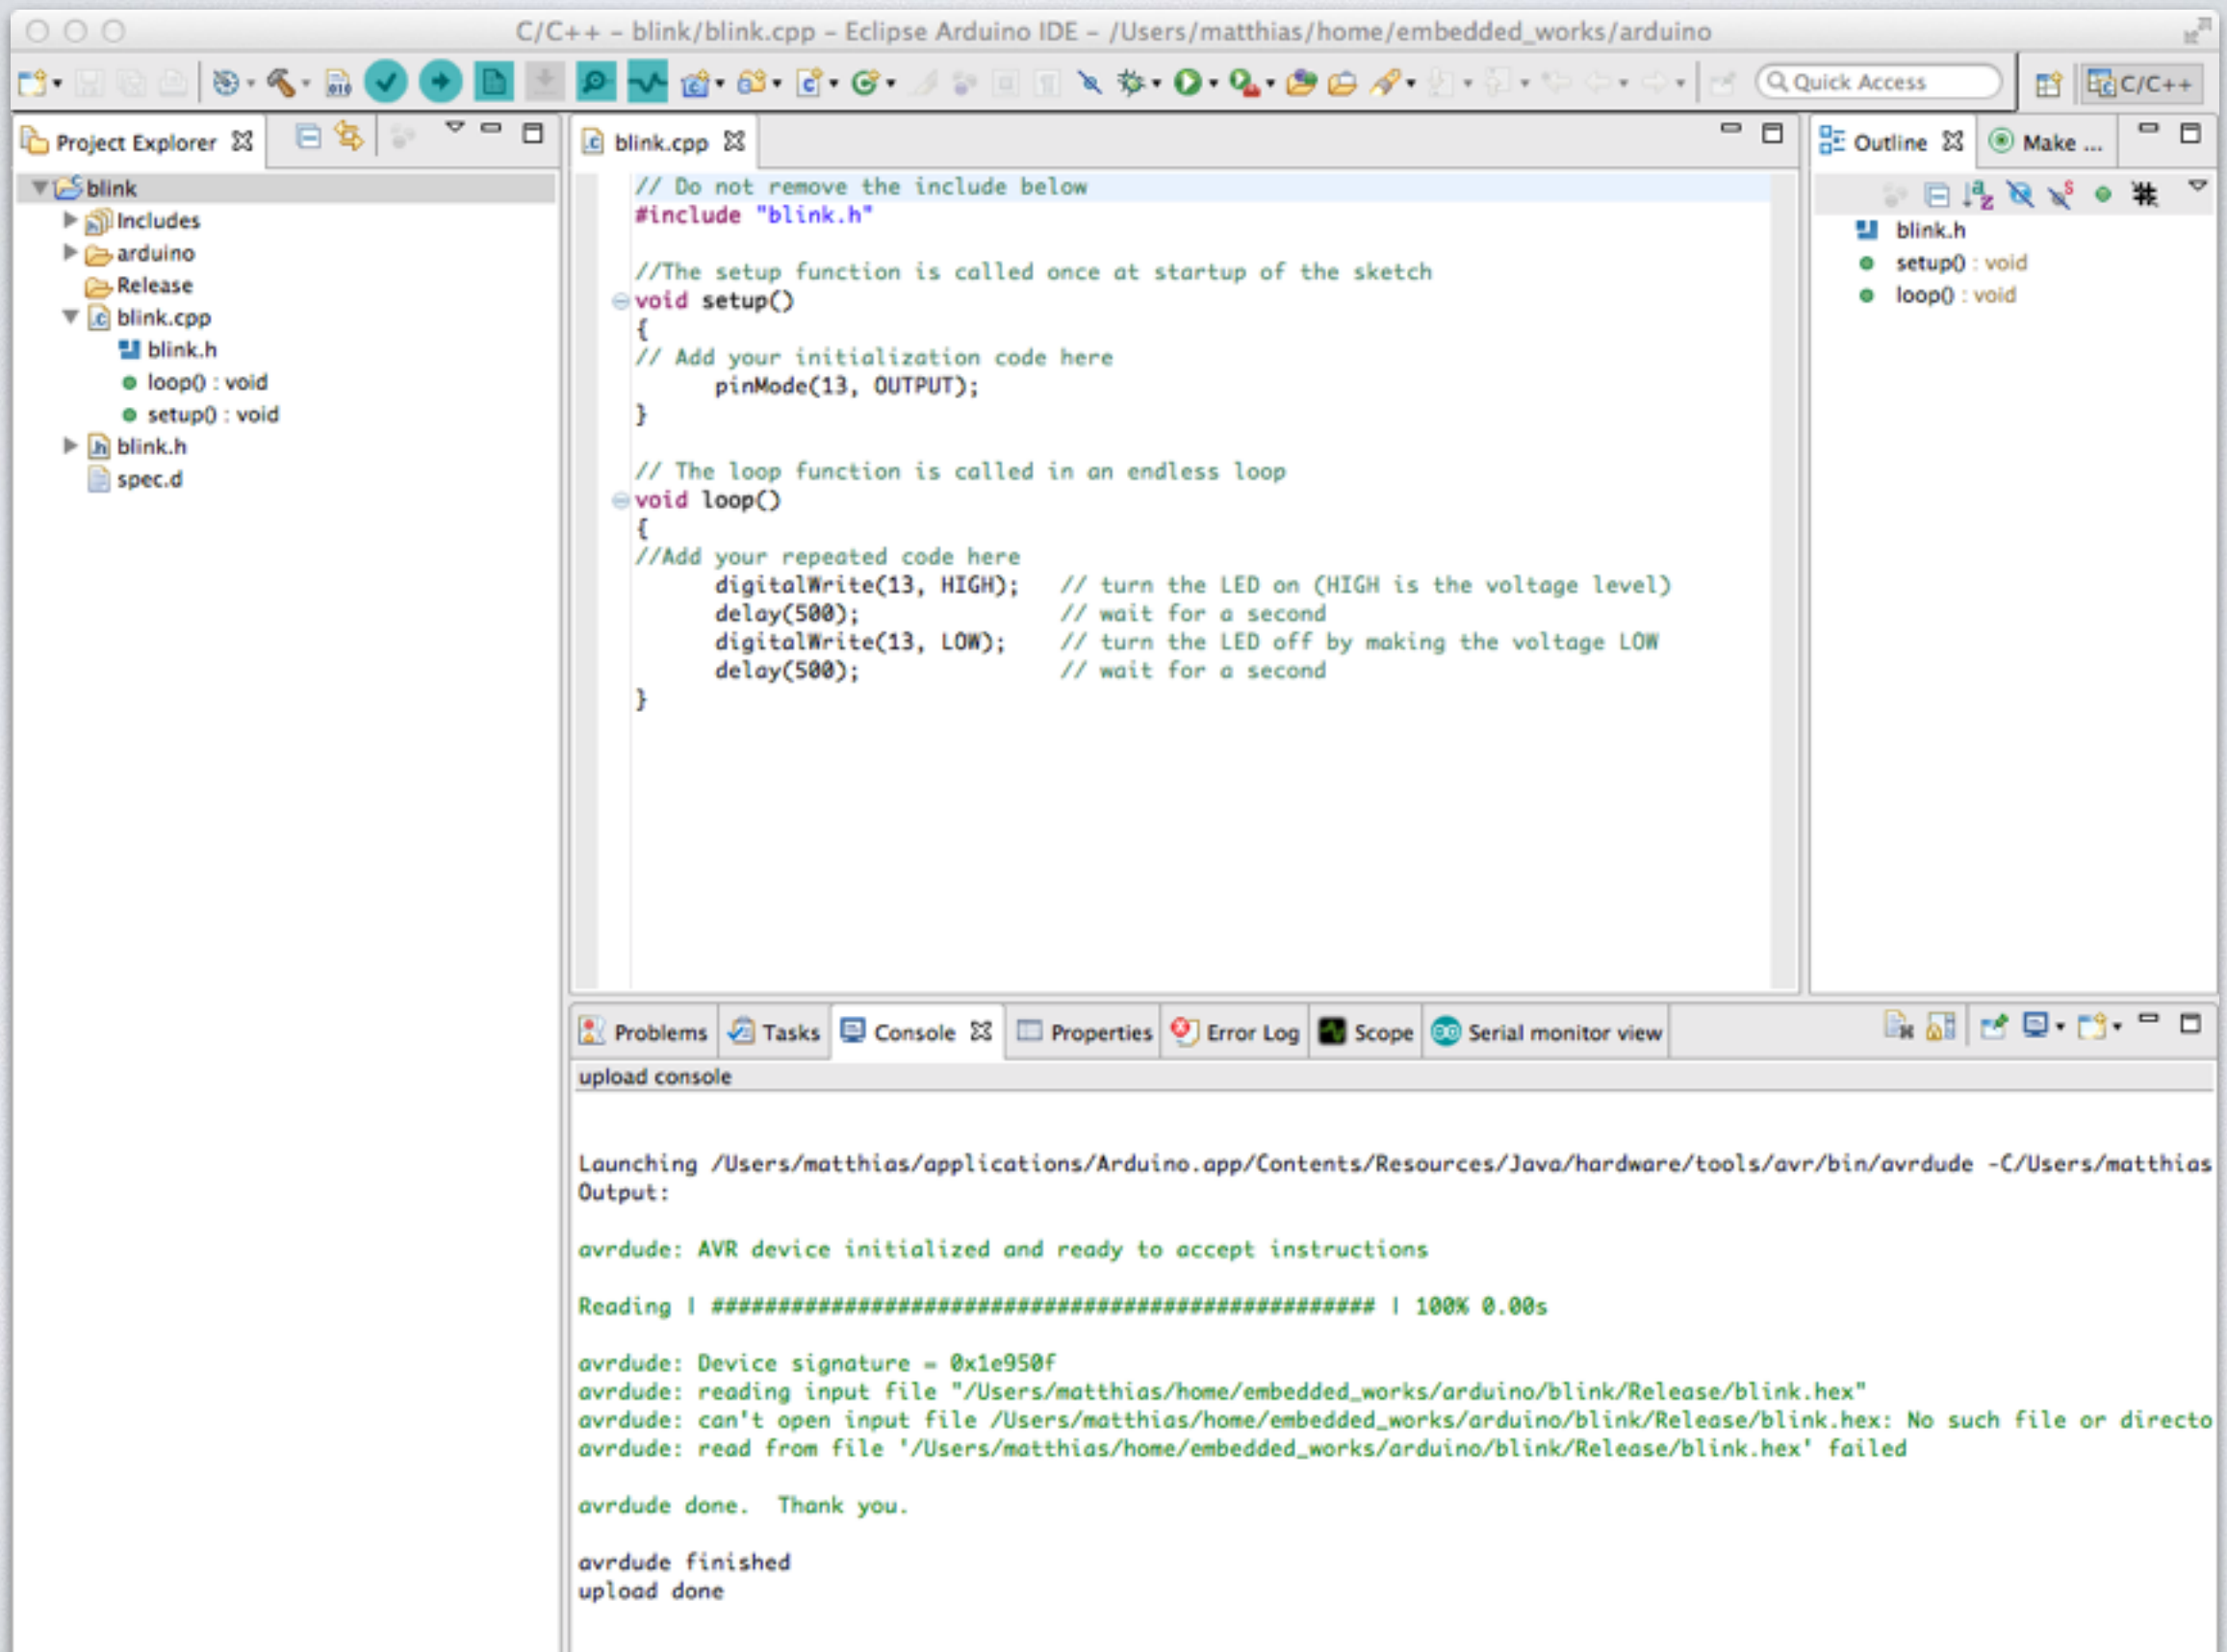 C/C++ – blink/blink.cpp – Eclipse Arduino IDE – /Users/matthias/home/embedded_works/arduino
010
Quick Access
C/C++
Project Explorer
blink
Includes
arduino
Release
blink.cpp
blink.h
loop() : void
setup() : void
blink.h
spec.d
blink.cpp
// Do not remove the include below
#include "blink.h"
//The setup function is called once at startup of the sketch
void setup()
{
// Add your initialization code here
pinMode(13, OUTPUT);
}
// The loop function is called in an endless loop
void loop()
{
//Add your repeated code here
digitalWrite(13, HIGH);   // turn the LED on (HIGH is the voltage level)
delay(500);               // wait for a second
digitalWrite(13, LOW);    // turn the LED off by making the voltage LOW
delay(500);               // wait for a second
}
Outline
Make ...
blink.h
setup() : void
loop() : void
Problems
Tasks
Console
Properties
Error Log
Scope
Serial monitor view
upload console
Launching /Users/matthias/applications/Arduino.app/Contents/Resources/Java/hardware/tools/avr/bin/avrdude -C/Users/matthias
Output:
avrdude: AVR device initialized and ready to accept instructions
Reading | ################################################## | 100% 0.00s
avrdude: Device signature = 0x1e950f
avrdude: reading input file "/Users/matthias/home/embedded_works/arduino/blink/Release/blink.hex"
avrdude: can't open input file /Users/matthias/home/embedded_works/arduino/blink/Release/blink.hex: No such file or directo
avrdude: read from file '/Users/matthias/home/embedded_works/arduino/blink/Release/blink.hex' failed
avrdude done.  Thank you.
avrdude finished
upload done